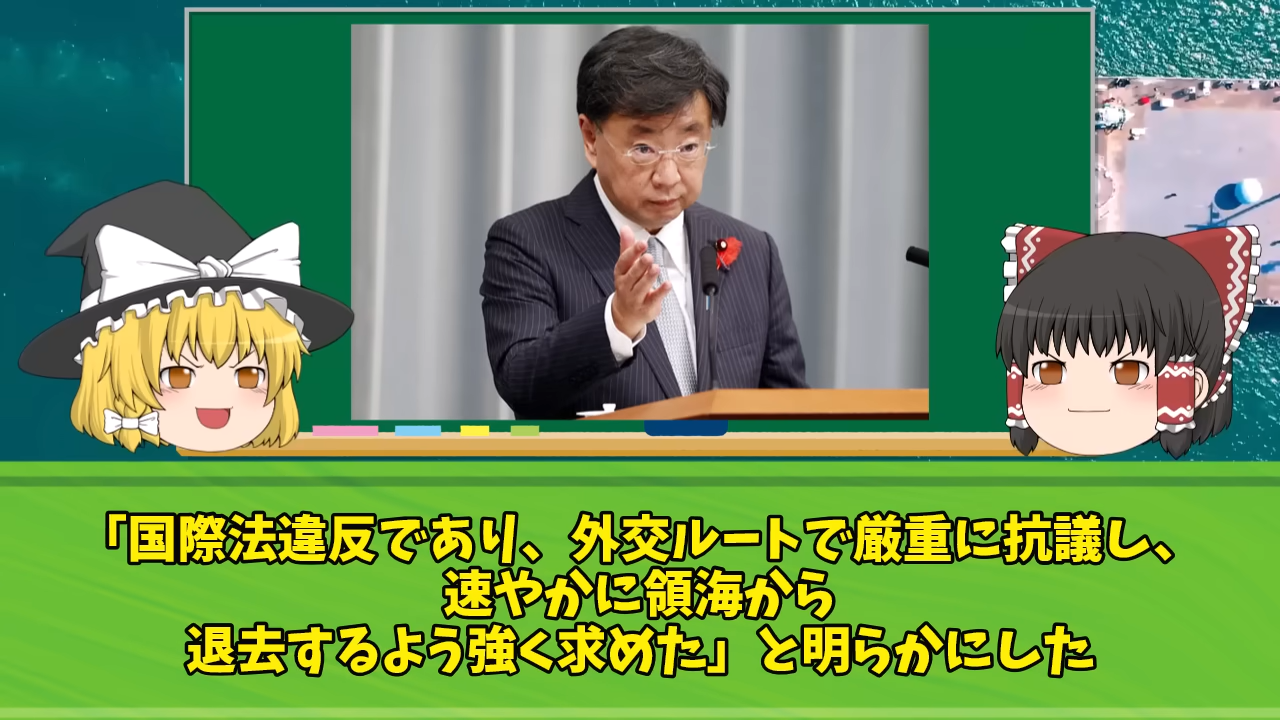 「国際法違反であり、外交ルートで厳重に抗議し、
速やかに領海から
退去するよう強く求めた」と明らかにした